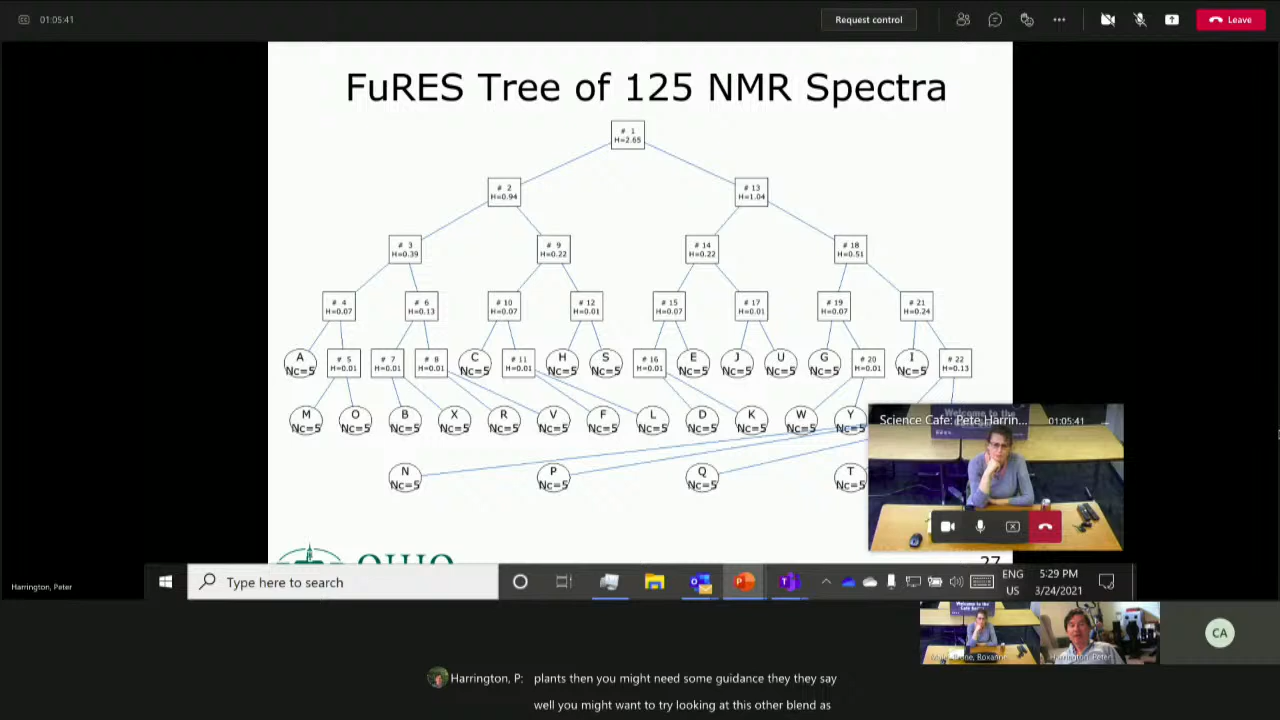 01:05:41
Request control
Leave
FuRES Tree of 125 NMR Spectra
# 1
H=2.65
# 2
H=0.94
# 13
H=1.04
# 3
H=0.39
# 9
H=0.22
# 14
H=0.22
# 18
H=0.51
# 4
H=0.07
# 6
H=0.13
# 10
H=0.07
# 12
H=0.01
# 15
H=0.07
# 17
H=0.01
# 19
H=0.07
# 21
H=0.24
A
Nc=5
# 5
H=0.01
# 7
H=0.01
# 8
H=0.01
C
Nc=5
# 11
H=0.01
H
Nc=5
S
Nc=5
# 16
H=0.01
E
Nc=5
J
Nc=5
U
Nc=5
G
Nc=5
# 20
H=0.01
I
Nc=5
# 22
H=0.13
M
Nc=5
O
Nc=5
B
Nc=5
X
Nc=5
R
Nc=5
V
Nc=5
F
Nc=5
L
Nc=5
D
Nc=5
K
Nc=5
W
Nc=5
Y
Nc=5
N
Nc=5
P
Nc=5
Q
Nc=5
T
Nc=5
Welcome to the
Science Cafe: Pete Harrin...
01:05:41
OHIO
27
Harrington, Peter
Type here to search
ENG
US
5:29 PM
3/24/2021
Roxanne
Harrington, Peter
CA
Harrington, P: plants then you might need some guidance they they say
well you might want to try looking at this other blend as